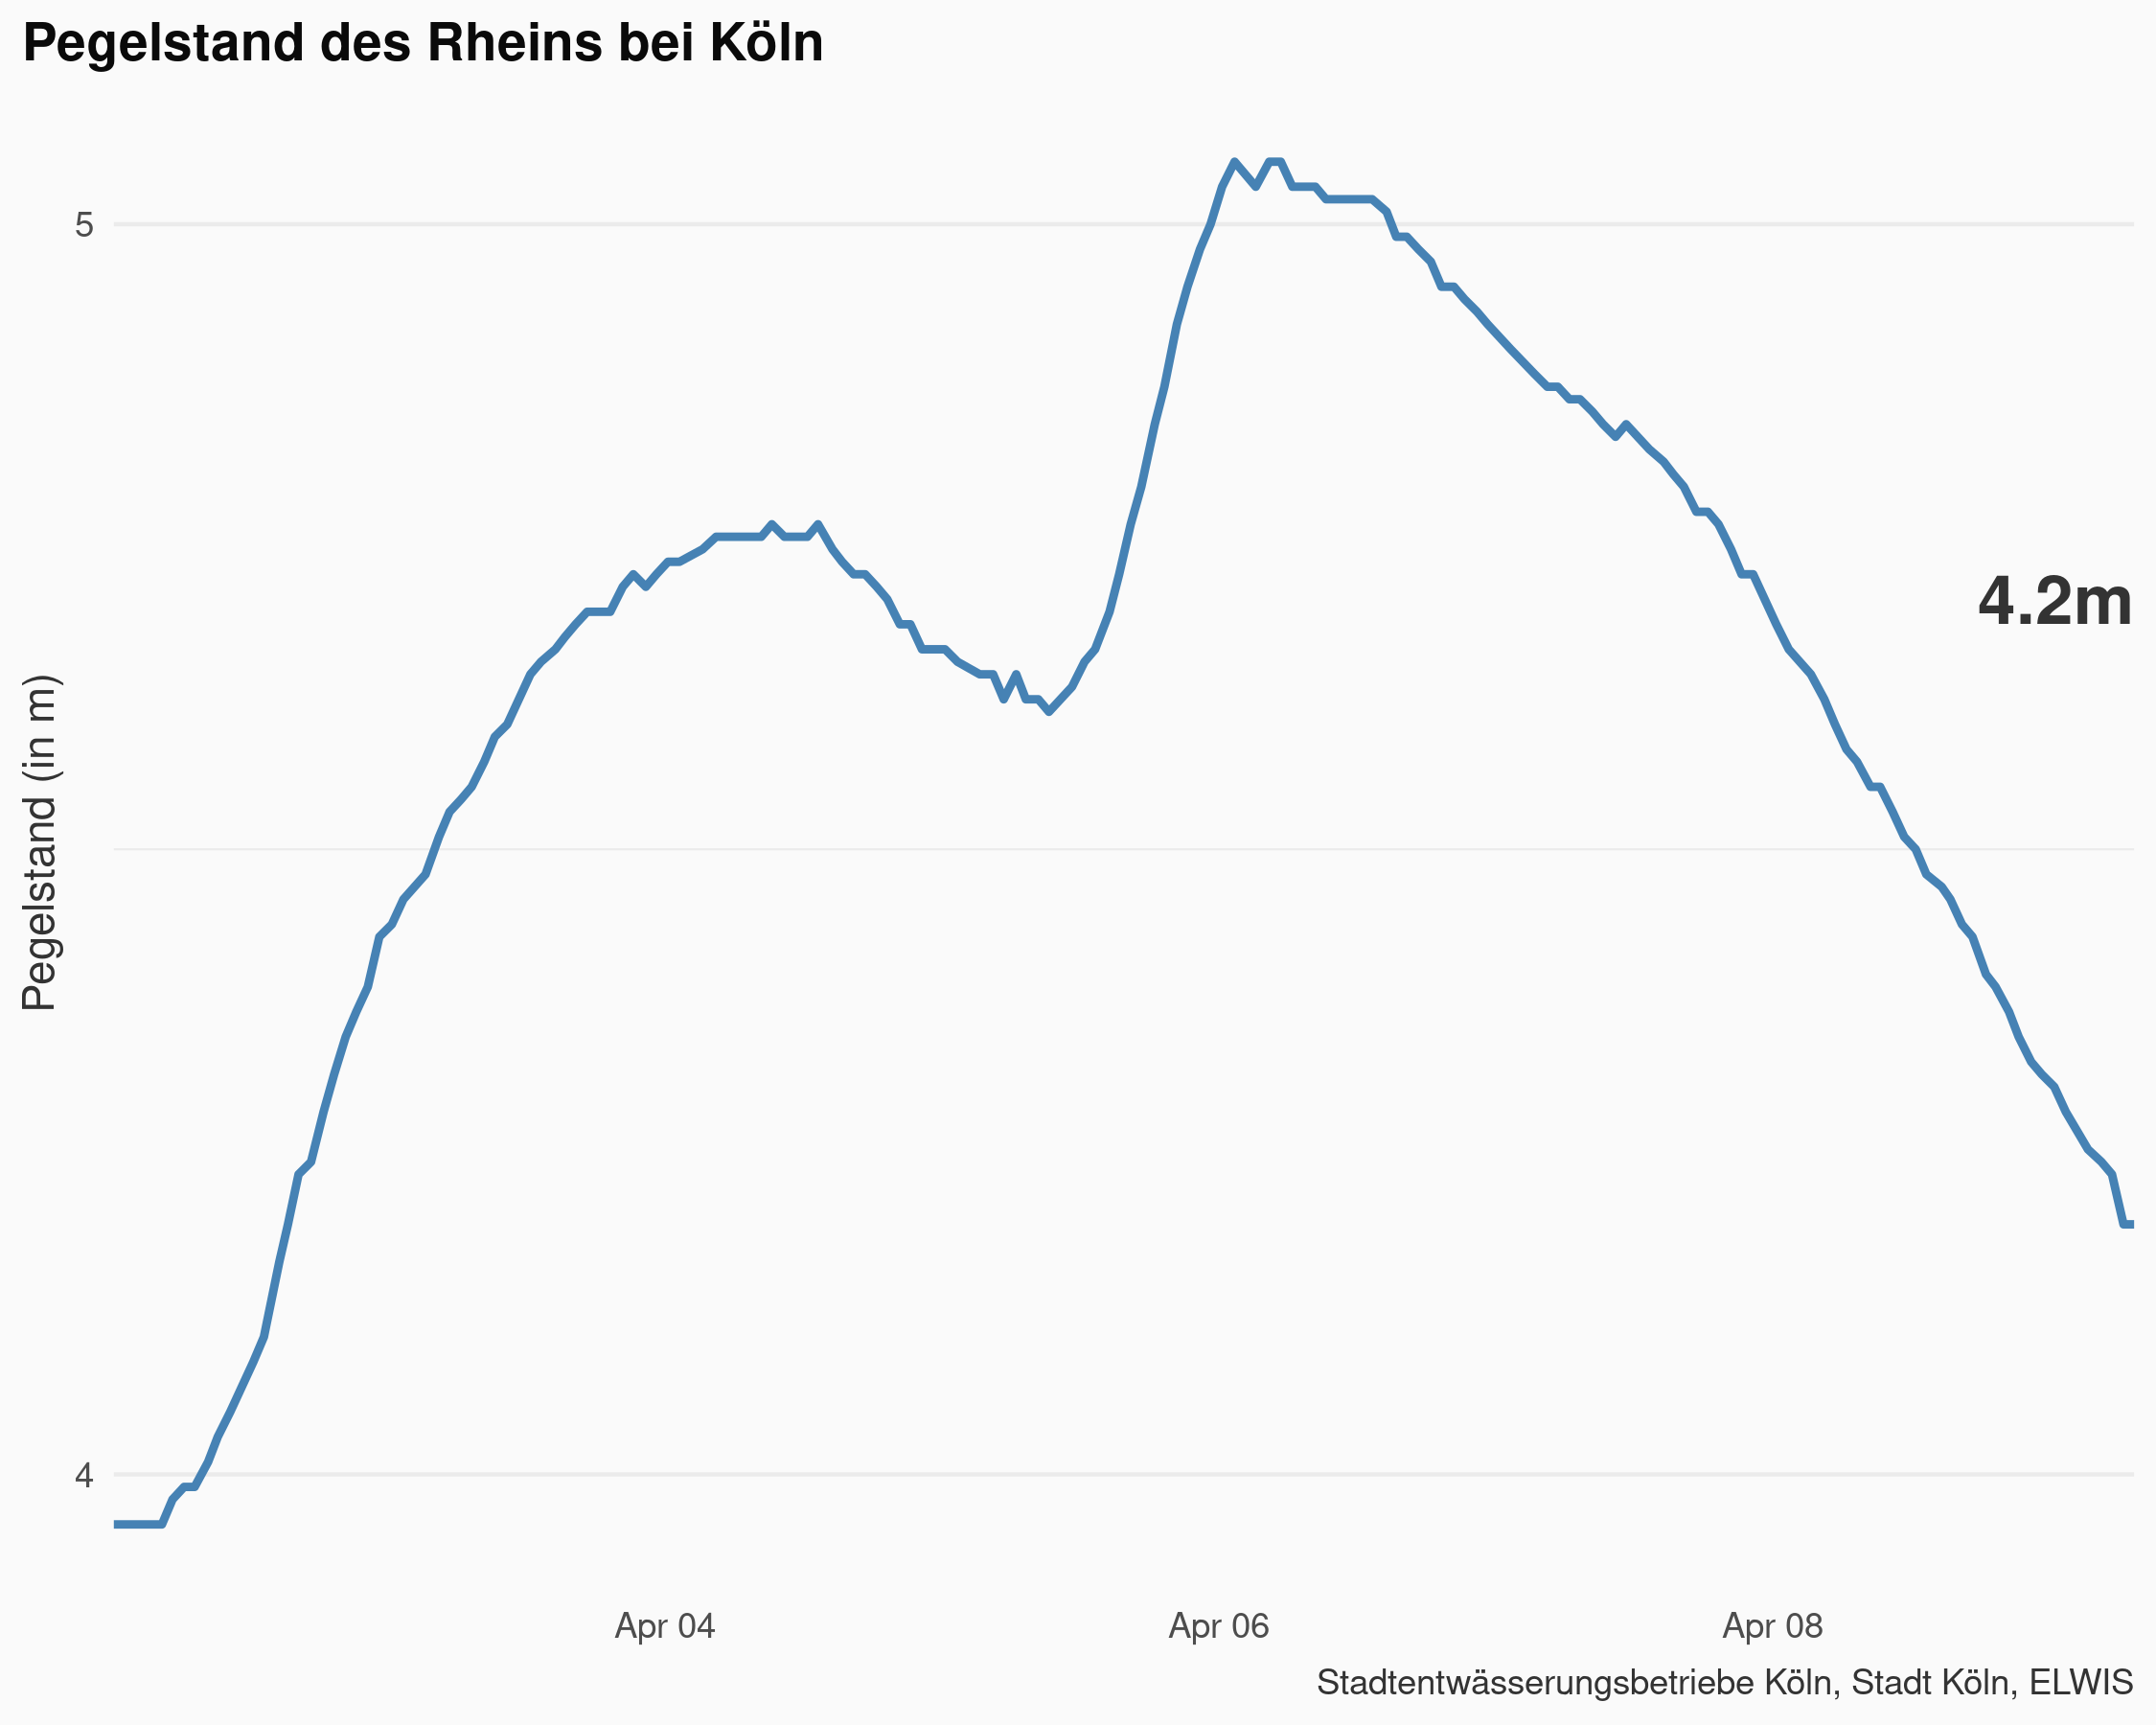 Pegelstand des Rheins bei Köln
Pegelstand (in m)
5
4
4.2m
Apr 04
Apr 06
Apr 08
Stadtentwässerungsbetriebe Köln, Stadt Köln, ELWIS